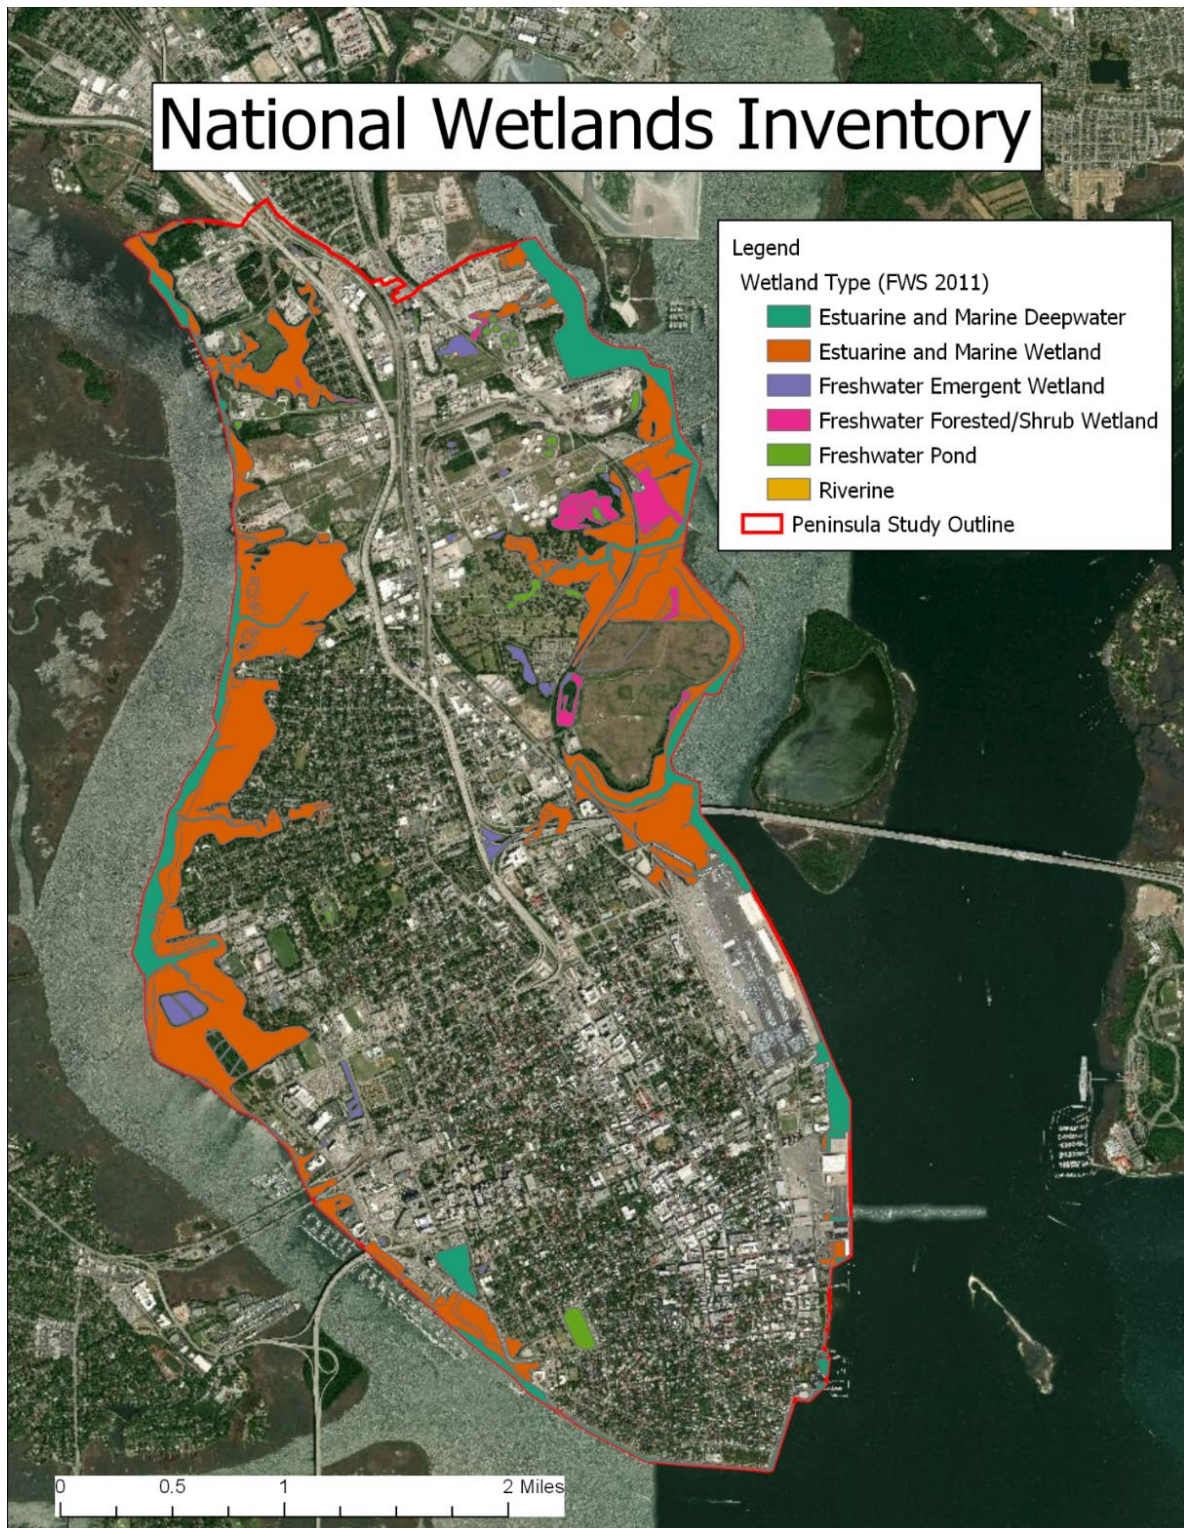 National Wetlands Inventory
Legend
Wetland Type (FWS 2011)
Estuarine and Marine Deepwater
Estuarine and Marine Wetland
Freshwater Emergent Wetland
Freshwater Forested/Shrub Wetland
Freshwater Pond
Riverine
Peninsula Study Outline
0 0.5 1 2 Miles